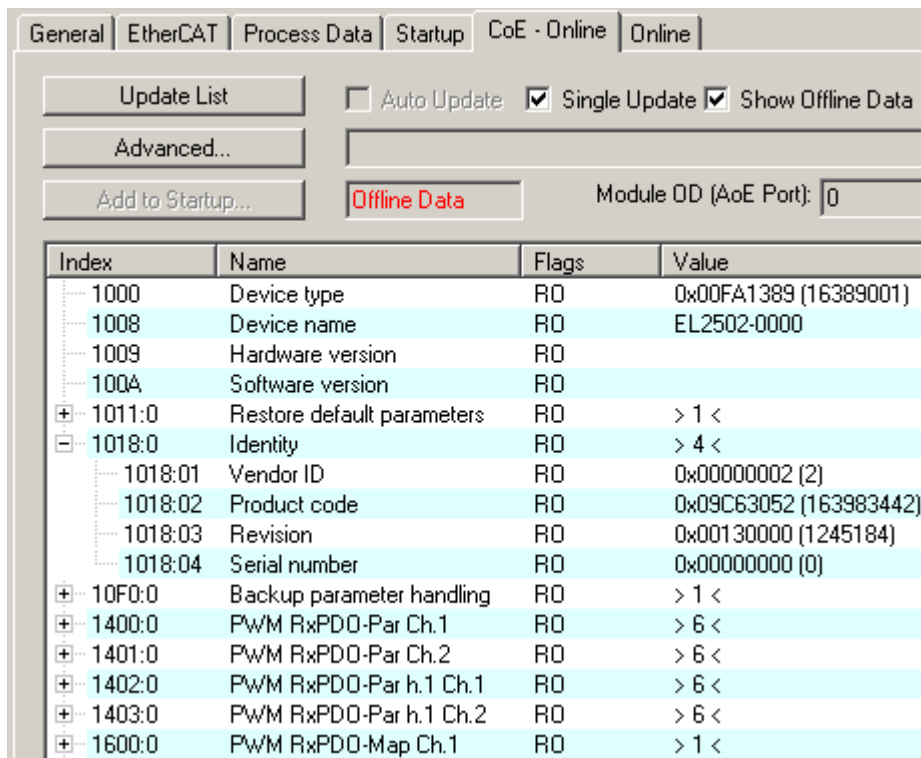 General EtherCAT Process Data Startup CoE - Online Online
Update List Auto Update Single Update Show Offline Data
Advanced...
Add to Startup... Offline Data Module OD (AoE Port): 0
Index Name Flags Value
1000 Device type RO 0x00FA1389 (16389001)
1008 Device name RO EL2502-0000
1009 Hardware version RO
100A Software version RO
1011:0 Restore default parameters RO > 1 <
1018:0 Identity RO > 4 <
1018:01 Vendor ID RO 0x00000002 (2)
1018:02 Product code RO 0x09C63052 (163983442)
1018:03 Revision RO 0x00130000 (1245184)
1018:04 Serial number RO 0x00000000 (0)
10F0:0 Backup parameter handling RO > 1 <
1400:0 PWM RxPDO-Par Ch.1 RO > 6 <
1401:0 PWM RxPDO-Par Ch.2 RO > 6 <
1402:0 PWM RxPDO-Par h.1 Ch.1 RO > 6 <
1403:0 PWM RxPDO-Par h.1 Ch.2 RO > 6 <
1600:0 PWM RxPDO-Map Ch.1 RO > 1 <